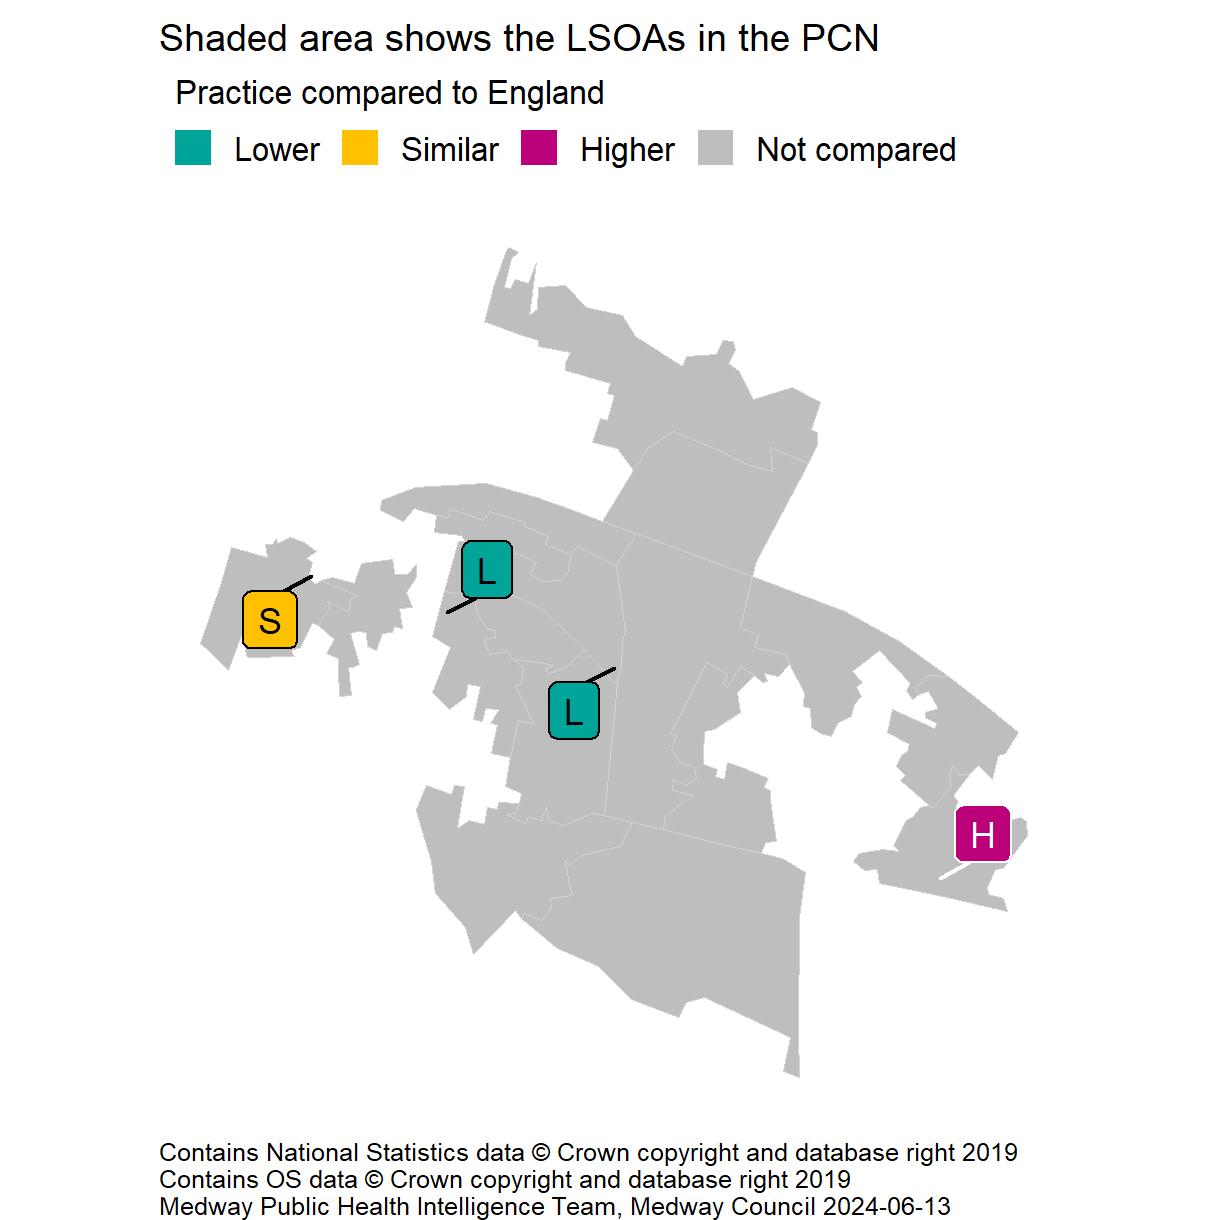 Shaded area shows the LSOAs in the PCN
Practice compared to England
Lower Similar Higher Not compared
L
S
L
H
Contains National Statistics data © Crown copyright and database right 2019
Contains OS data © Crown copyright and database right 2019
Medway Public Health Intelligence Team, Medway Council 2024-06-13